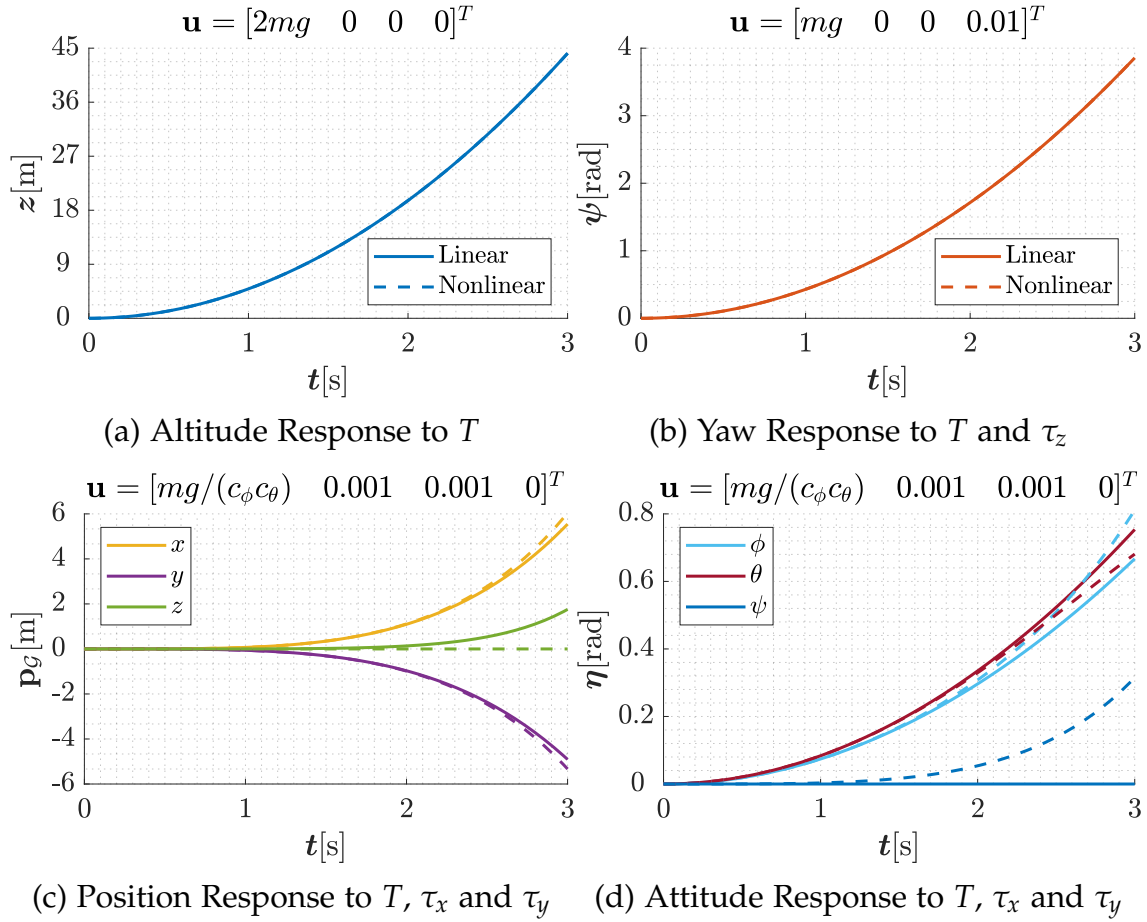 u = [2mg 0 0 0]^T
45
36
27
18
9
0
z[m]
Linear
Nonlinear
0 1 2 3
t[s]
(a) Altitude Response to T
u = [mg 0 0 0.01]^T
4
3
2
1
0
ψ[rad]
Linear
Nonlinear
0 1 2 3
t[s]
(b) Yaw Response to T and τ_z
u = [mg/(c_ϕ c_θ) 0.001 0.001 0]^T
6
4
2
0
-2
-4
-6
p_𝒢[m]
x
y
z
0 1 2 3
t[s]
(c) Position Response to T, τ_x and τ_y
u = [mg/(c_ϕ c_θ) 0.001 0.001 0]^T
0.8
0.6
0.4
0.2
0
η[rad]
ϕ
θ
ψ
0 1 2 3
t[s]
(d) Attitude Response to T, τ_x and τ_y